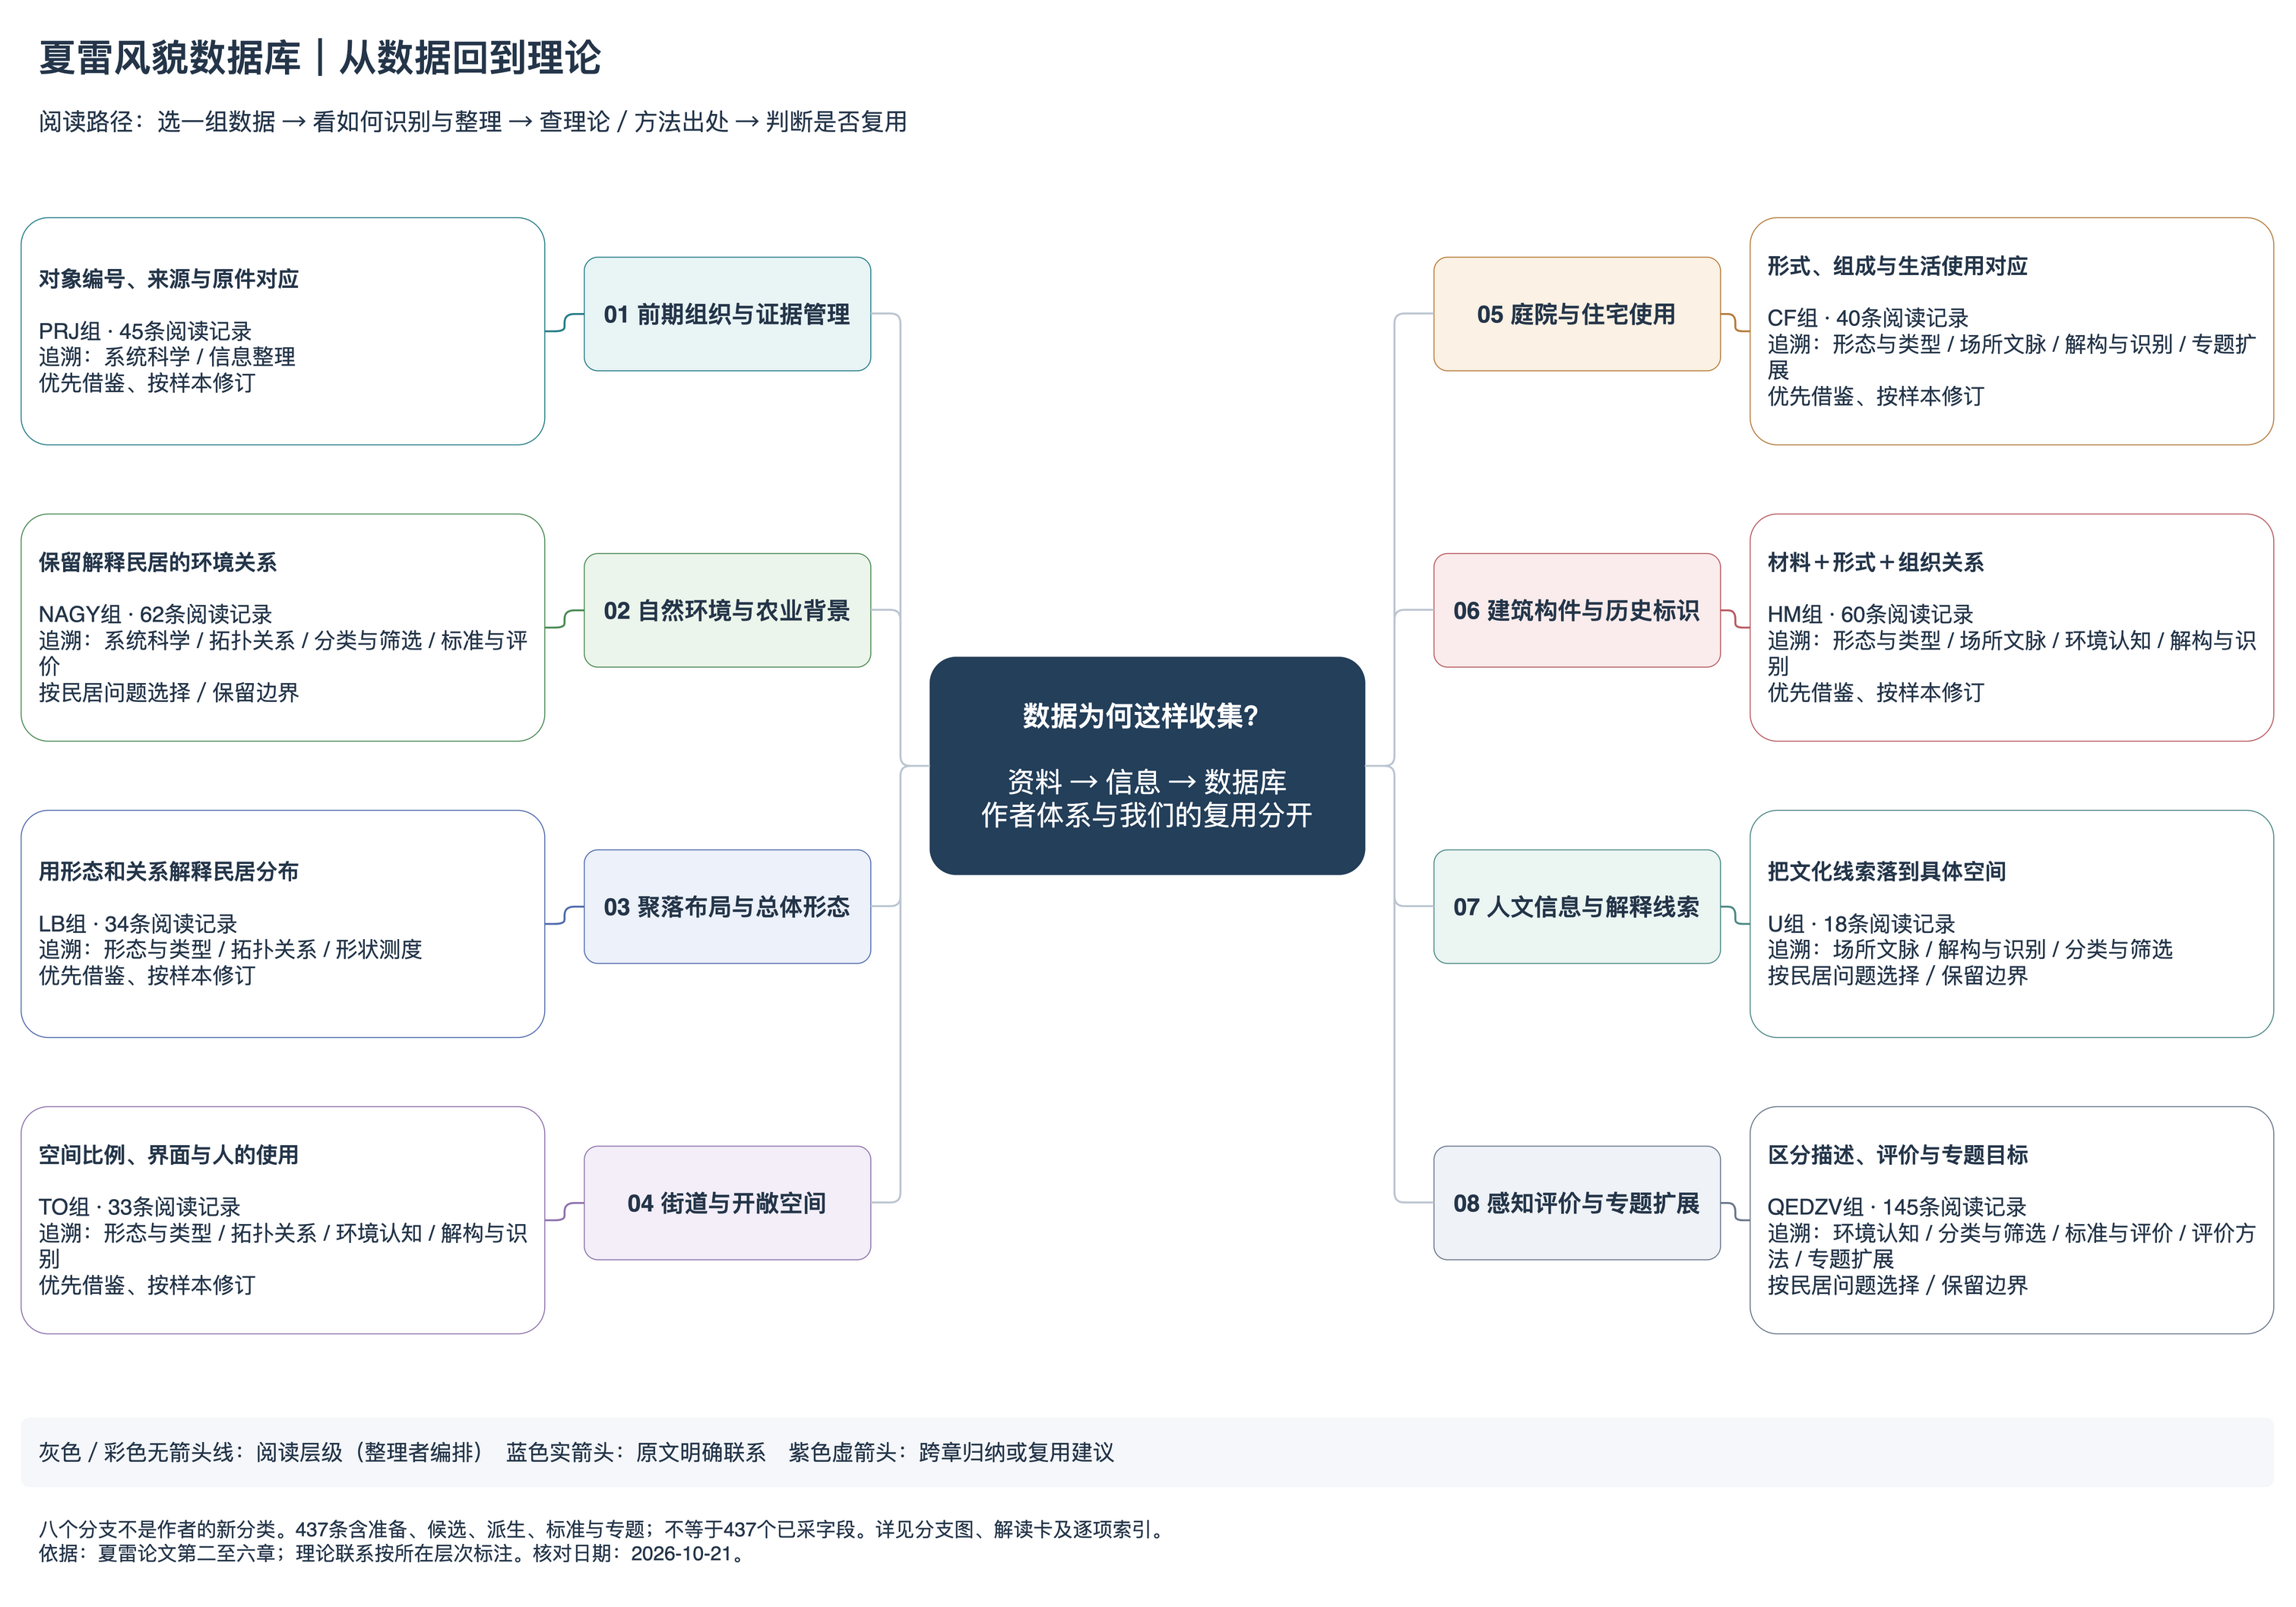 夏雷风貌数据库｜从数据回到理论
阅读路径：选一组数据 → 看如何识别与整理 → 查理论 / 方法出处 → 判断是否复用
对象编号、来源与原件对应
PRJ组 · 45条阅读记录
追溯：系统科学 / 信息整理
优先借鉴、按样本修订
01 前期组织与证据管理
保留解释民居的环境关系
NAGY组 · 62条阅读记录
追溯：系统科学 / 拓扑关系 / 分类与筛选 / 标准与评
价
按民居问题选择 / 保留边界
02 自然环境与农业背景
用形态和关系解释民居分布
LB组 · 34条阅读记录
追溯：形态与类型 / 拓扑关系 / 形状测度
优先借鉴、按样本修订
03 聚落布局与总体形态
空间比例、界面与人的使用
TO组 · 33条阅读记录
追溯：形态与类型 / 拓扑关系 / 环境认知 / 解构与识
别
优先借鉴、按样本修订
04 街道与开敞空间
数据为何这样收集？
资料 → 信息 → 数据库
作者体系与我们的复用分开
05 庭院与住宅使用
形式、组成与生活使用对应
CF组 · 40条阅读记录
追溯：形态与类型 / 场所文脉 / 解构与识别 / 专题扩
展
优先借鉴、按样本修订
06 建筑构件与历史标识
材料＋形式＋组织关系
HM组 · 60条阅读记录
追溯：形态与类型 / 场所文脉 / 环境认知 / 解构与识
别
优先借鉴、按样本修订
07 人文信息与解释线索
把文化线索落到具体空间
U组 · 18条阅读记录
追溯：场所文脉 / 解构与识别 / 分类与筛选
按民居问题选择 / 保留边界
08 感知评价与专题扩展
区分描述、评价与专题目标
QEDZV组 · 145条阅读记录
追溯：环境认知 / 分类与筛选 / 标准与评价 / 评价方
法 / 专题扩展
按民居问题选择 / 保留边界
灰色 / 彩色无箭头线：阅读层级（整理者编排） 蓝色实箭头：原文明确联系 紫色虚箭头：跨章归纳或复用建议
八个分支不是作者的新分类。437条含准备、候选、派生、标准与专题；不等于437个已采字段。详见分支图、解读卡及逐项索引。
依据：夏雷论文第二至六章；理论联系按所在层次标注。核对日期：2026-10-21。